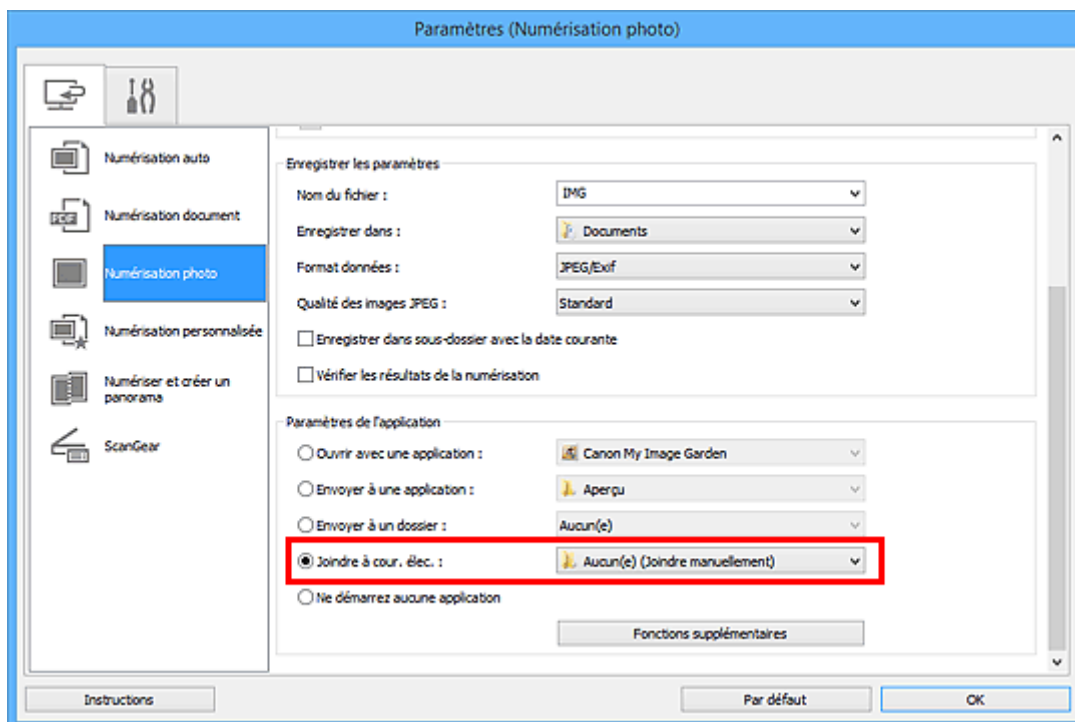 Paramètres (Numérisation photo)
Numérisation auto
PDF
Numérisation document
Numérisation photo
Numérisation personnalisée
Numériser et créer un
panorama
ScanGear
Enregistrer les paramètres
Nom du fichier :
IMG
Enregistrer dans :
Documents
Format données :
JPEG/Exif
Qualité des images JPEG :
Standard
Enregistrer dans sous-dossier avec la date courante
Vérifier les résultats de la numérisation
Paramètres de l'application
Ouvrir avec une application :
Canon My Image Garden
Envoyer à une application :
Aperçu
Envoyer à un dossier :
Aucun(e)
Joindre à cour. élec. :
Aucun(e) (Joindre manuellement)
Ne démarrez aucune application
Fonctions supplémentaires
Instructions
Par défaut
OK